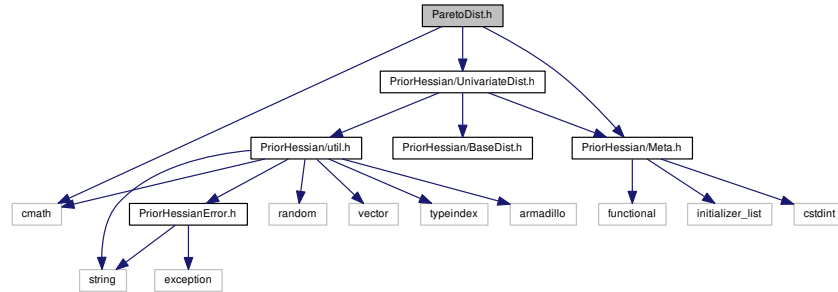 ParetoDist.h
PriorHessian/UnivariateDist.h
PriorHessian/util.h
PriorHessian/BaseDist.h
PriorHessian/Meta.h
cmath
PriorHessianError.h
random
vector
typeindex
armadillo
functional
initializer_list
cstdint
string
exception